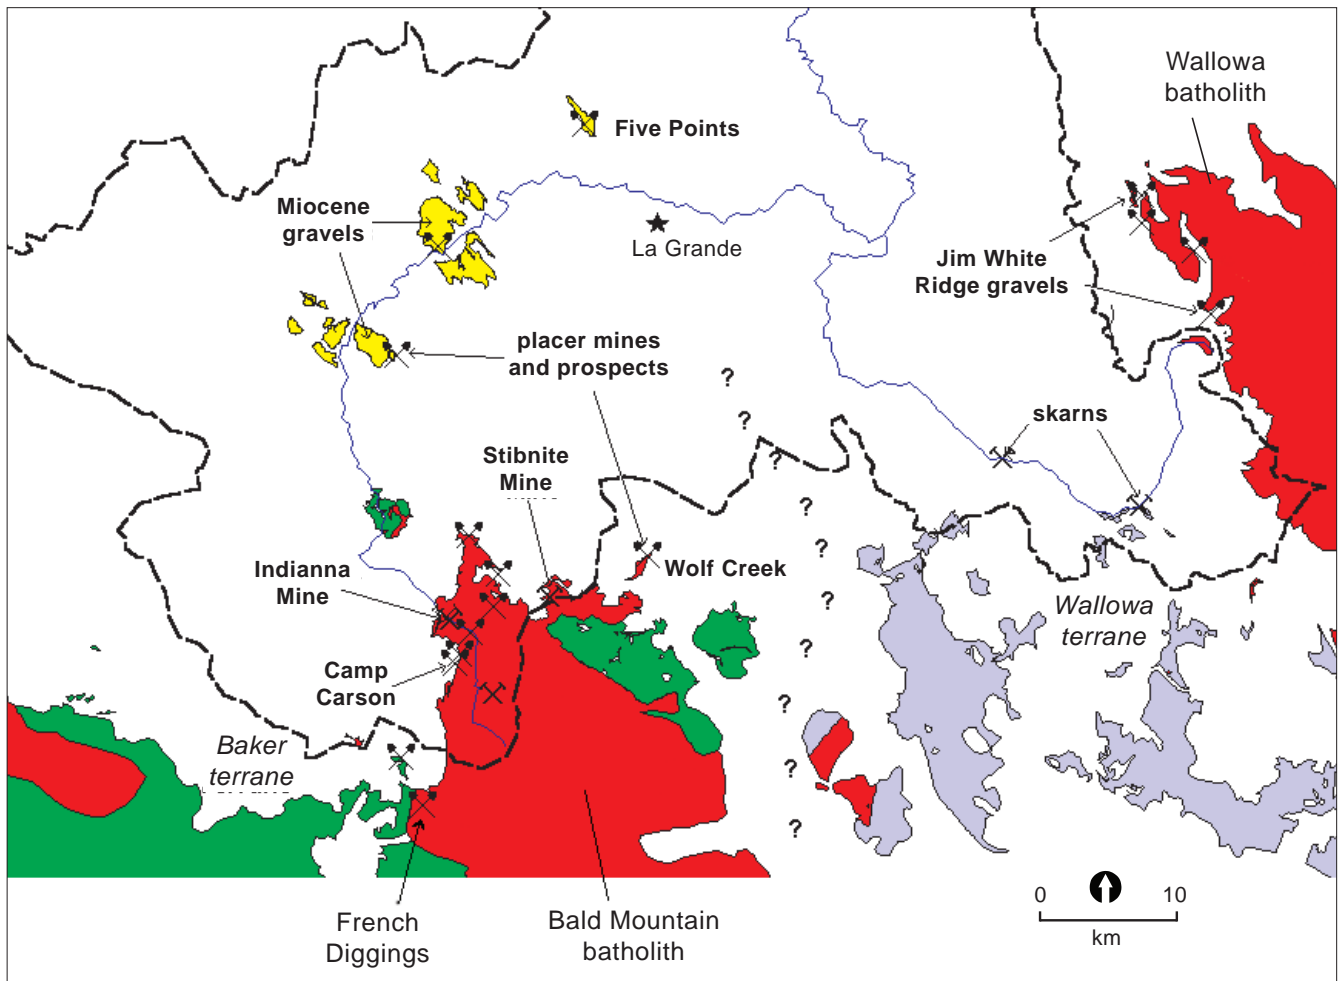 Wallowa
batholith
Five Points
Miocene
gravels
La Grande
Jim White
Ridge gravels
placer mines
and prospects
?
?
skarns
Stibnite
Mine
?
?
?
Indianna
Mine
Wolf Creek
?
Wallowa
terrane
?
Camp
Carson
?
Baker
terrane
?
?
0 10
km
French
Diggings
Bald Mountain
batholith